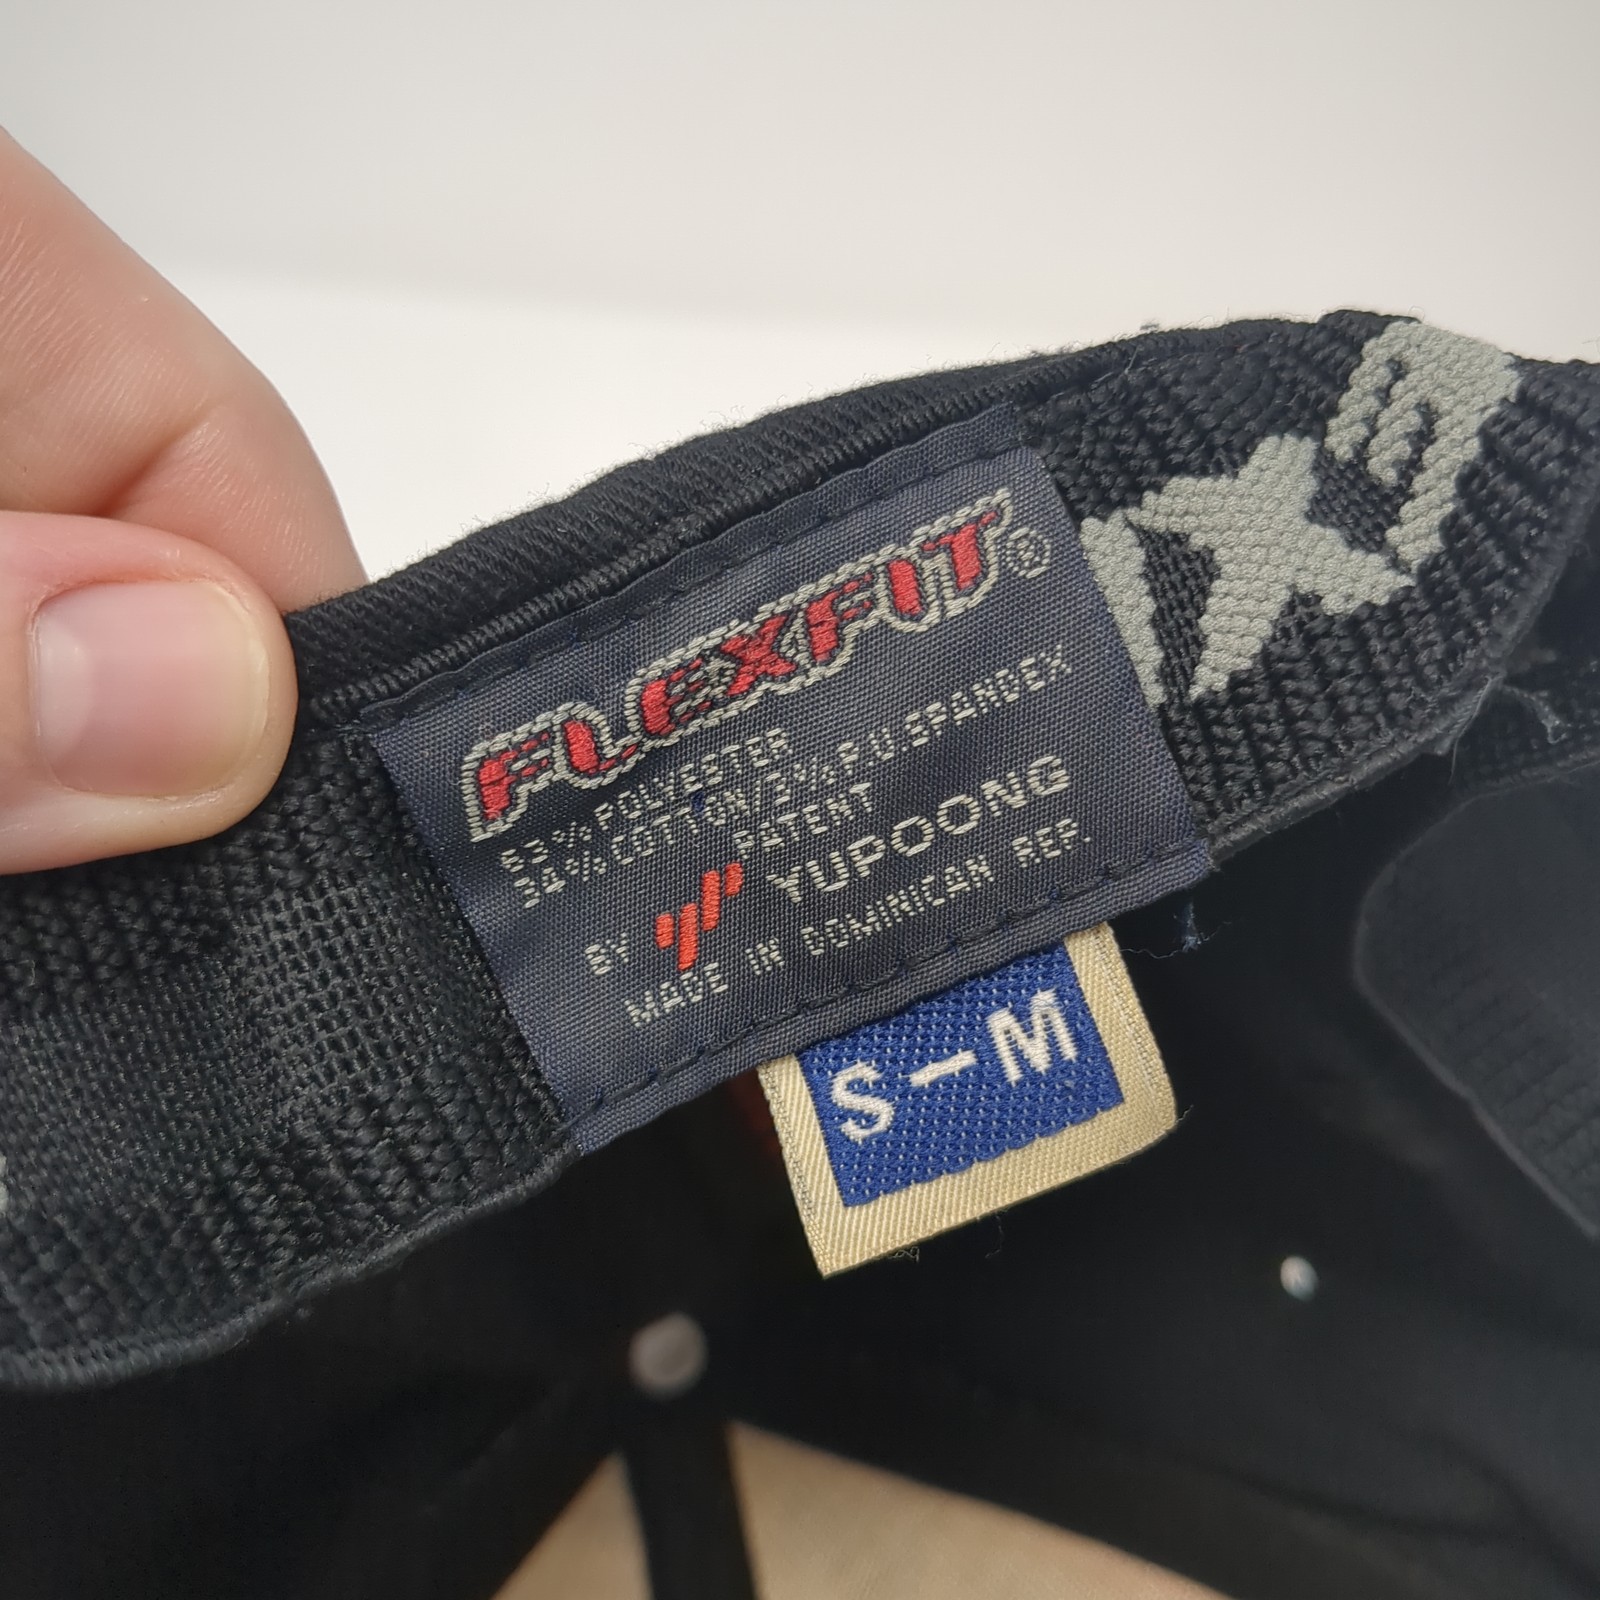 FLEXFIT®
63% POLYESTER
34% COTTON/3% P.U. SPANDEX
PATENT
BY YUPOONG
MADE IN DOMINICAN REP.
S-M